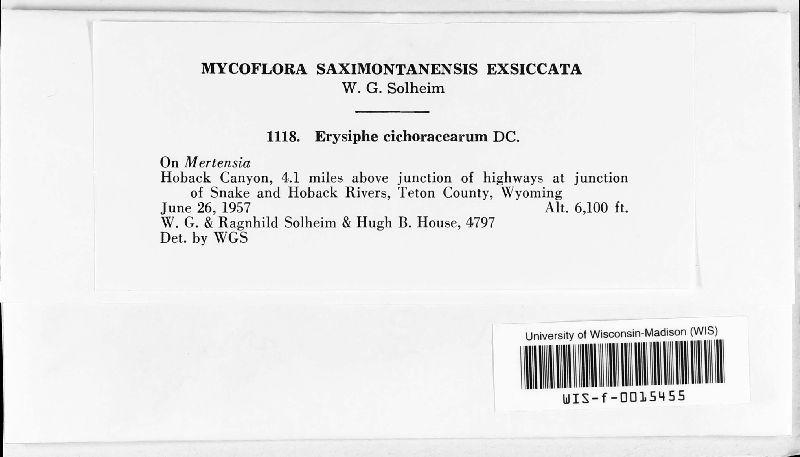 MYCOFLORA SAXIMONTANENSIS EXSICCATA
W. G. Solheim
1118. Erysiphe cichoracearum DC.
On Mertensia
Hoback Canyon, 4.1 miles above junction of highways at junction
of Snake and Hoback Rivers, Teton County, Wyoming
June 26, 1957 Alt. 6,100 ft.
W. G. & Ragnhild Solheim & Hugh B. House, 4797
Det. by WGS
University of Wisconsin-Madison (WIS)
WIS-f-0015455